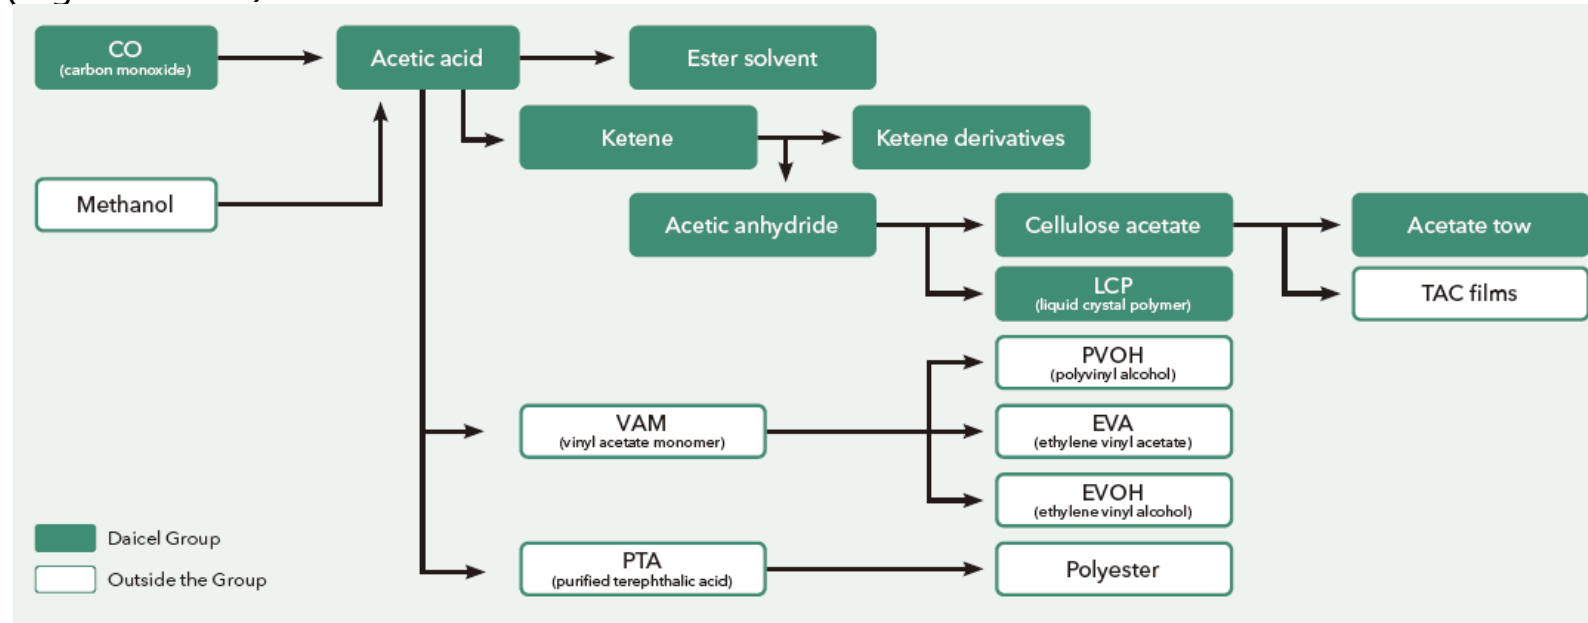 CO
(carbon monoxide)
Acetic acid
Ester solvent
Ketene
Ketene derivatives
Methanol
Acetic anhydride
Cellulose acetate
Acetate tow
LCP
(liquid crystal polymer)
TAC films
PVOH
(polyvinyl alcohol)
VAM
(vinyl acetate monomer)
EVA
(ethylene vinyl acetate)
EVOH
(ethylene vinyl alcohol)
Daicel Group
PTA
(purified terephthalic acid)
Polyester
Outside the Group